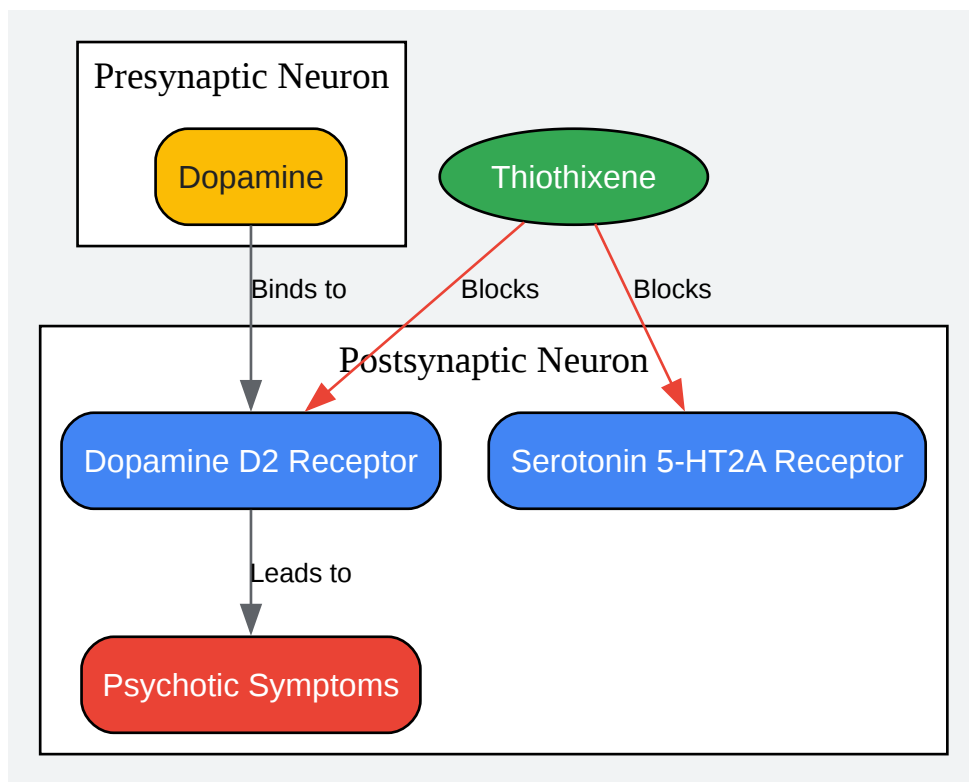 Presynaptic Neuron
Dopamine
Thiothixene
Binds to
Blocks
Blocks
Postsynaptic Neuron
Dopamine D2 Receptor
Serotonin 5-HT2A Receptor
Leads to
Psychotic Symptoms